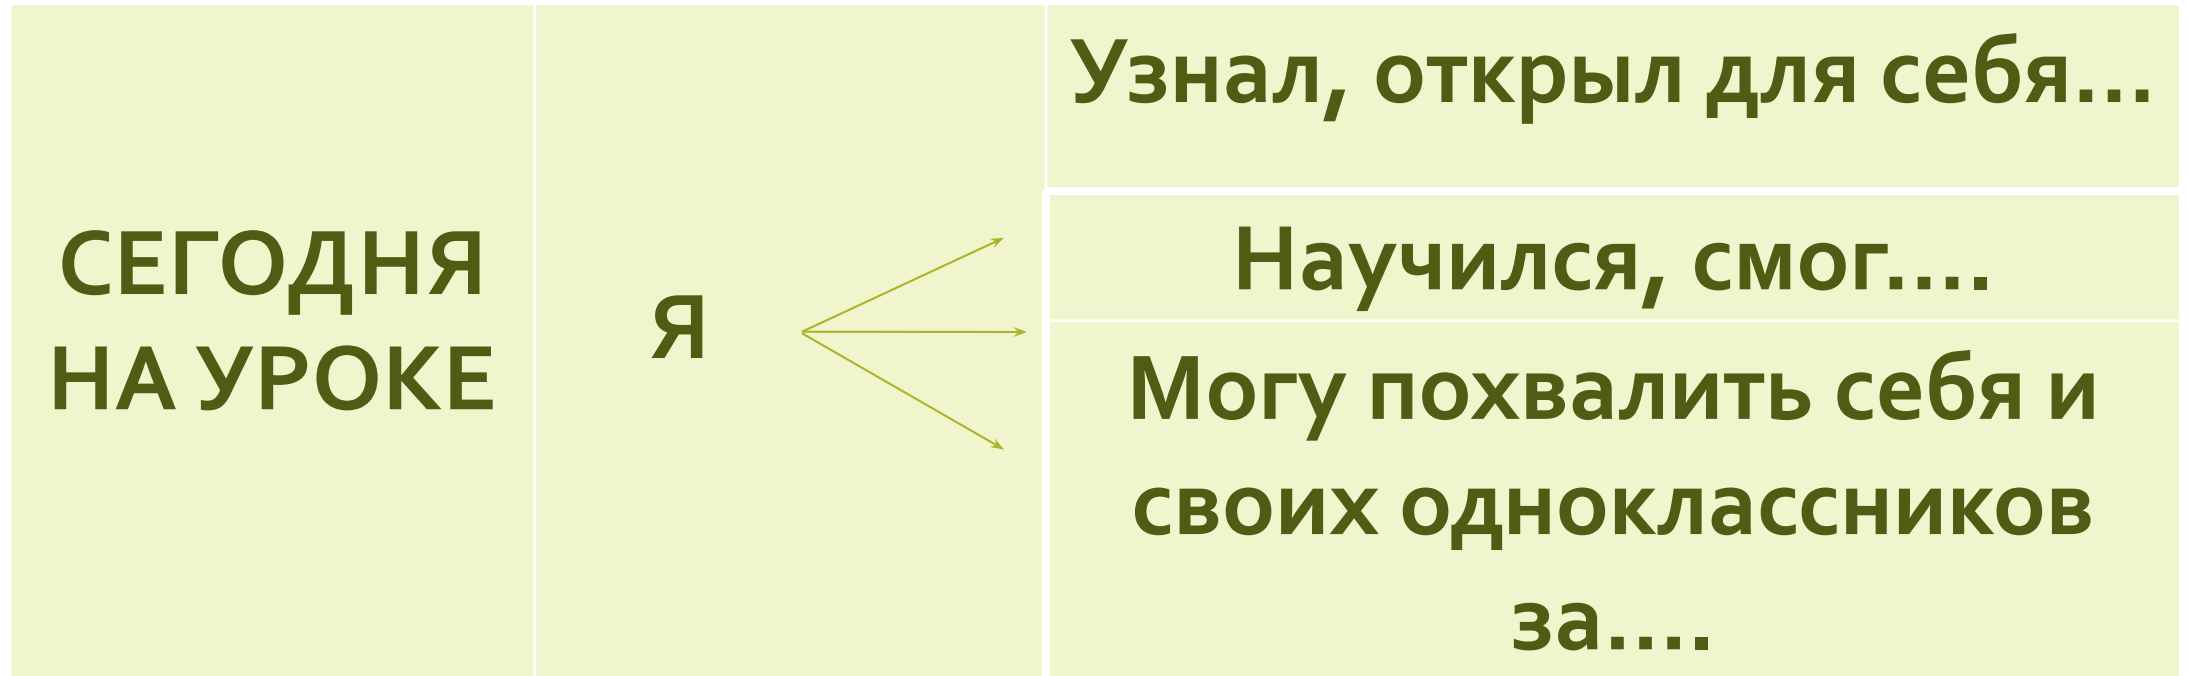 СЕГОДНЯ
НА УРОКЕ
Я
Узнал, открыл для себя...
Научился, смог....
Могу похвалить себя и
своих одноклассников
за....